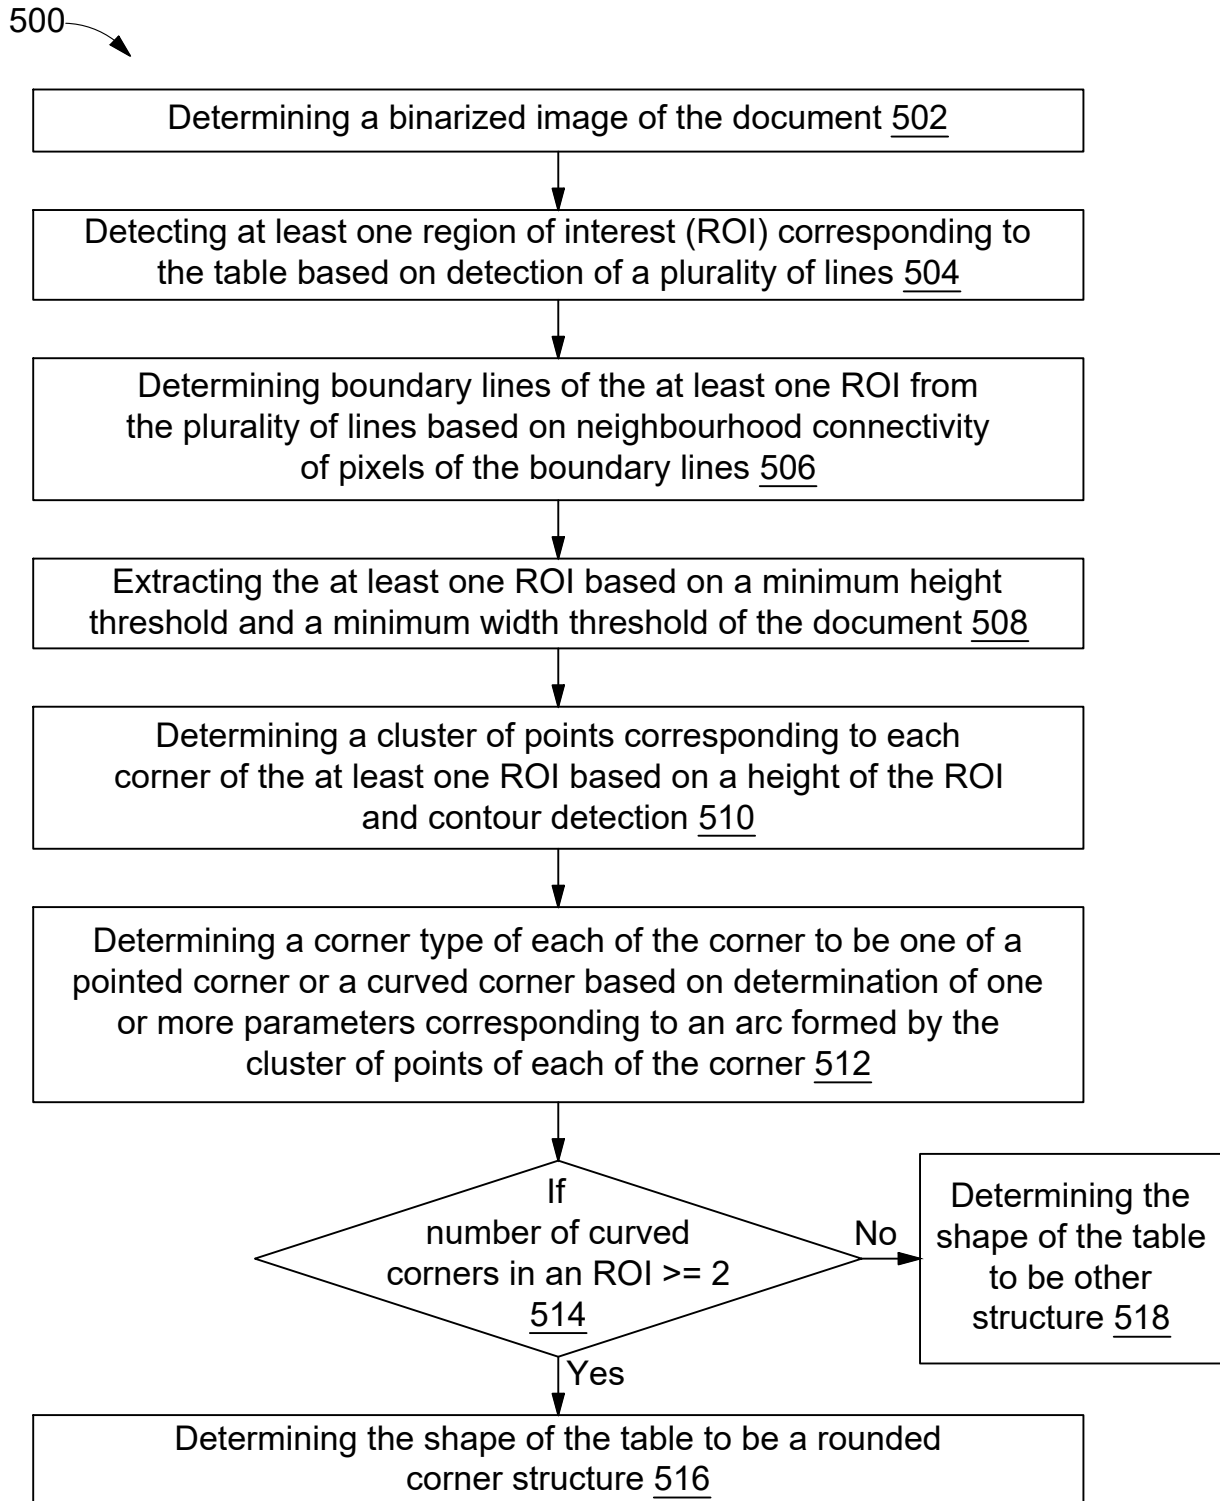 500
Determining a binarized image of the document 502
Detecting at least one region of interest (ROI) corresponding to
the table based on detection of a plurality of lines 504
Determining boundary lines of the at least one ROI from
the plurality of lines based on neighbourhood connectivity
of pixels of the boundary lines 506
Extracting the at least one ROI based on a minimum height
threshold and a minimum width threshold of the document 508
Determining a cluster of points corresponding to each
corner of the at least one ROI based on a height of the ROI
and contour detection 510
Determining a corner type of each of the corner to be one of a
pointed corner or a curved corner based on determination of one
or more parameters corresponding to an arc formed by the
cluster of points of each of the corner 512
If
number of curved
corners in an ROI >= 2
514
No
Determining the
shape of the table
to be other
structure 518
Yes
Determining the shape of the table to be a rounded
corner structure 516